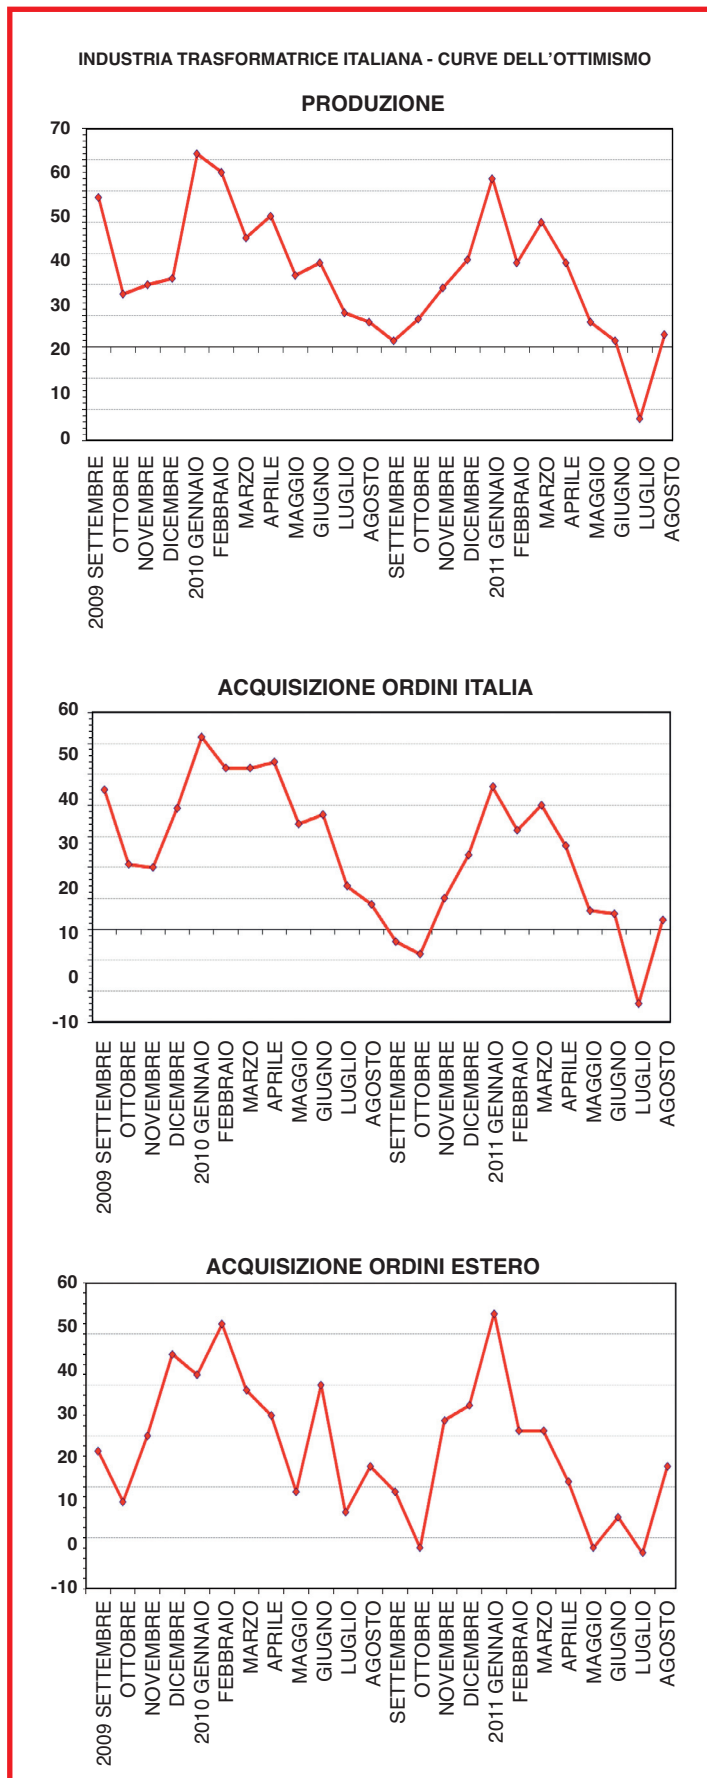 INDUSTRIA TRASFORMATRICE ITALIANA - CURVE DELL'OTTIMISMO
PRODUZIONE
70
60
50
40
30
20
10
0
2009 SETTEMBRE
OTTOBRE
NOVEMBRE
DICEMBRE
2010 GENNAIO
FEBBRAIO
MARZO
APRILE
MAGGIO
GIUGNO
LUGLIO
AGOSTO
SETTEMBRE
OTTOBRE
NOVEMBRE
DICEMBRE
2011 GENNAIO
FEBBRAIO
MARZO
APRILE
MAGGIO
GIUGNO
LUGLIO
AGOSTO
ACQUISIZIONE ORDINI ITALIA
60
50
40
30
20
10
0
-10
2009 SETTEMBRE
OTTOBRE
NOVEMBRE
DICEMBRE
2010 GENNAIO
FEBBRAIO
MARZO
APRILE
MAGGIO
GIUGNO
LUGLIO
AGOSTO
SETTEMBRE
OTTOBRE
NOVEMBRE
DICEMBRE
2011 GENNAIO
FEBBRAIO
MARZO
APRILE
MAGGIO
GIUGNO
LUGLIO
AGOSTO
ACQUISIZIONE ORDINI ESTERO
60
50
40
30
20
10
0
-10
2009 SETTEMBRE
OTTOBRE
NOVEMBRE
DICEMBRE
2010 GENNAIO
FEBBRAIO
MARZO
APRILE
MAGGIO
GIUGNO
LUGLIO
AGOSTO
SETTEMBRE
OTTOBRE
NOVEMBRE
DICEMBRE
2011 GENNAIO
FEBBRAIO
MARZO
APRILE
MAGGIO
GIUGNO
LUGLIO
AGOSTO